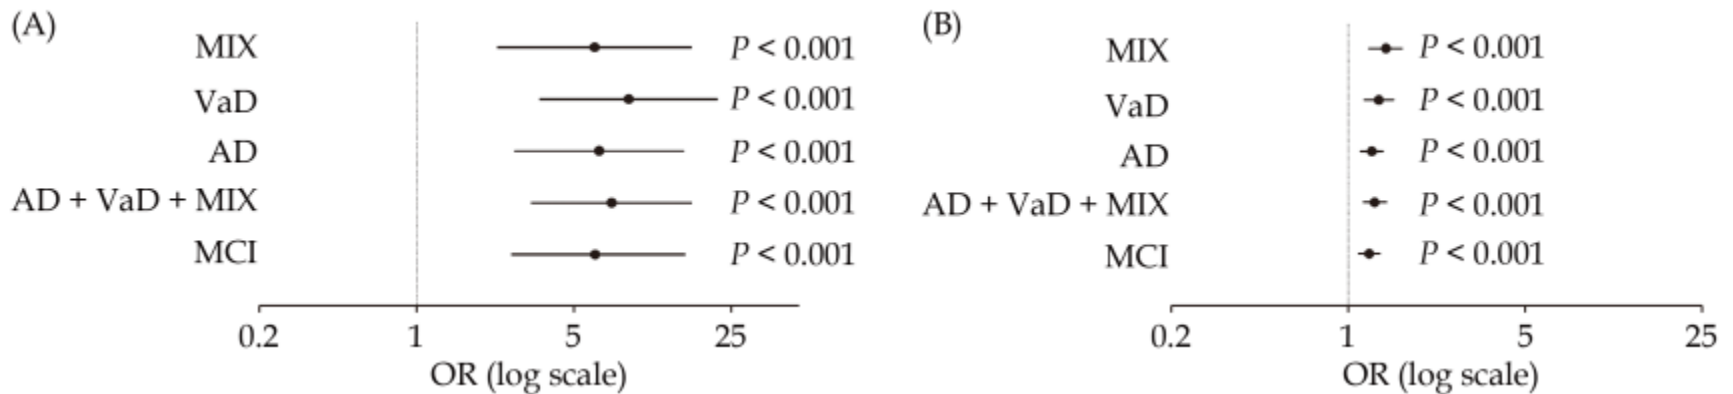 (A)
MIX P < 0.001
VaD P < 0.001
AD P < 0.001
AD + VaD + MIX P < 0.001
MCI P < 0.001
0.2 1 5 25
OR (log scale)
(B)
MIX P < 0.001
VaD P < 0.001
AD P < 0.001
AD + VaD + MIX P < 0.001
MCI P < 0.001
0.2 1 5 25
OR (log scale)